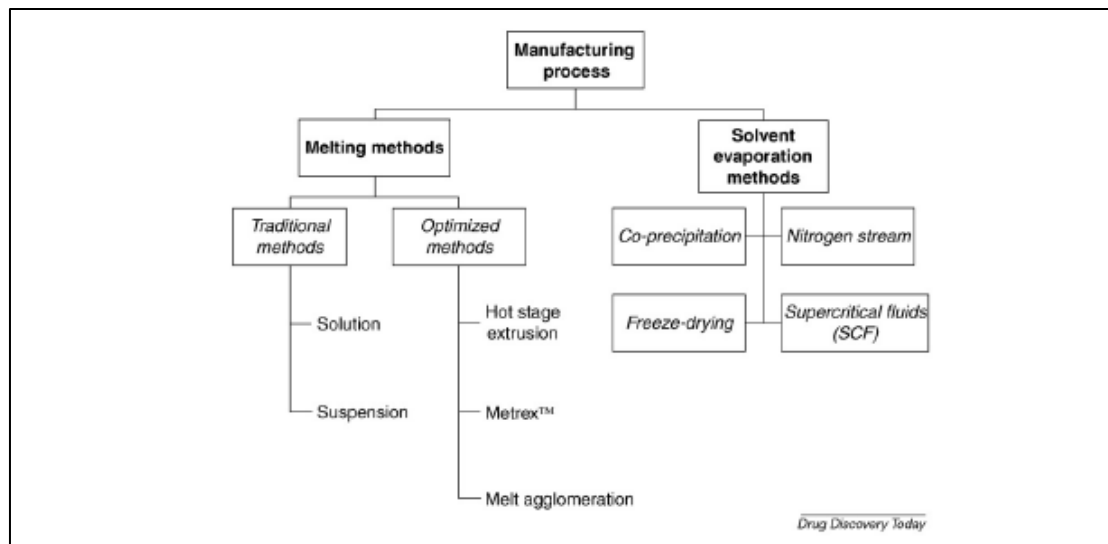 Manufacturing
process
Melting methods
Solvent
evaporation
methods
Traditional
methods
Optimized
methods
Co-precipitation
Nitrogen stream
Solution
Hot stage
extrusion
Freeze-drying
Supercritical fluids
(SCF)
Suspension
Metrex™
Melt agglomeration
Drug Discovery Today